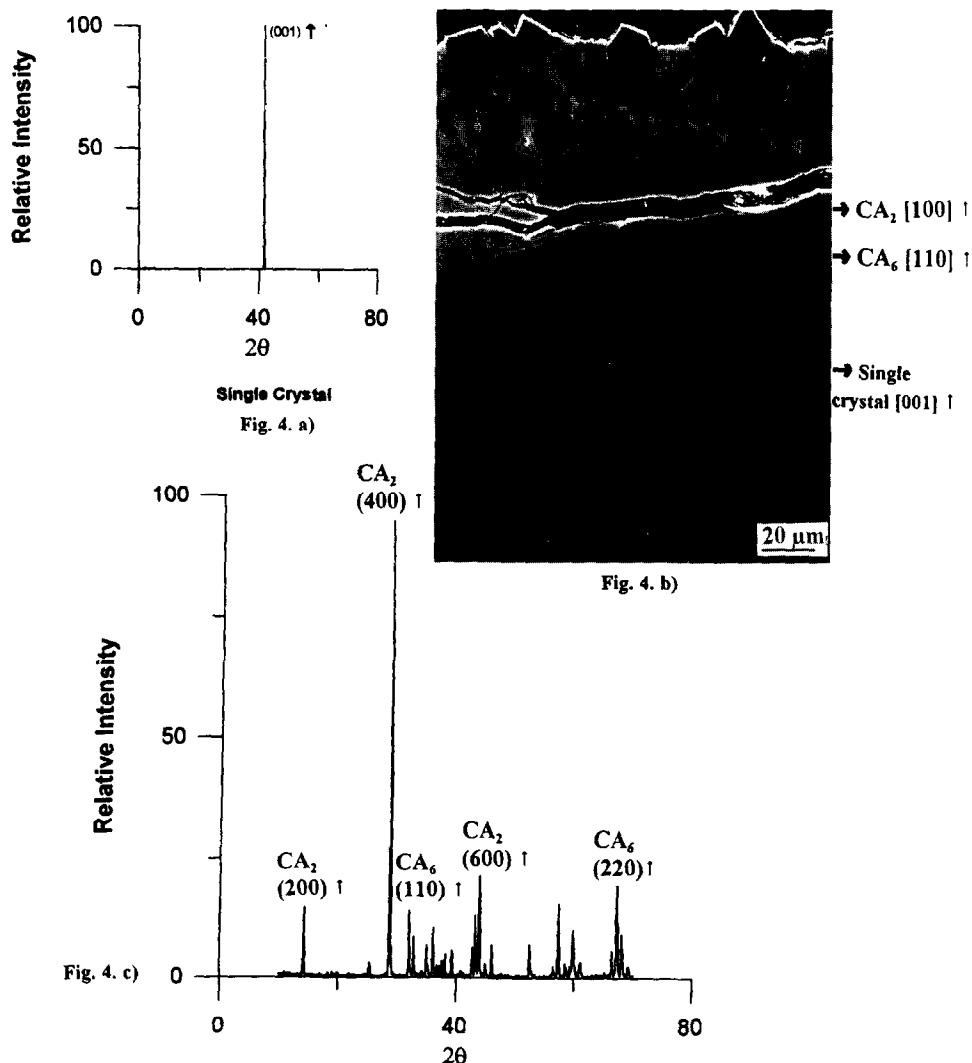 100
(001) ↑
50
0
Relative Intensity
0 40 80
2θ
Single Crystal
Fig. 4. a)
→ CA₂ [100] ↑
→ CA₆ [110] ↑
→ Single
crystal [001] ↑
20 µm
Fig. 4. b)
CA₂
(400) ↑
100
Relative Intensity
50
CA₂
(200) ↑
CA₆
(110) ↑
CA₂
(600) ↑
CA₆
(220)↑
Fig. 4. c)
0
0 40 80
2θ